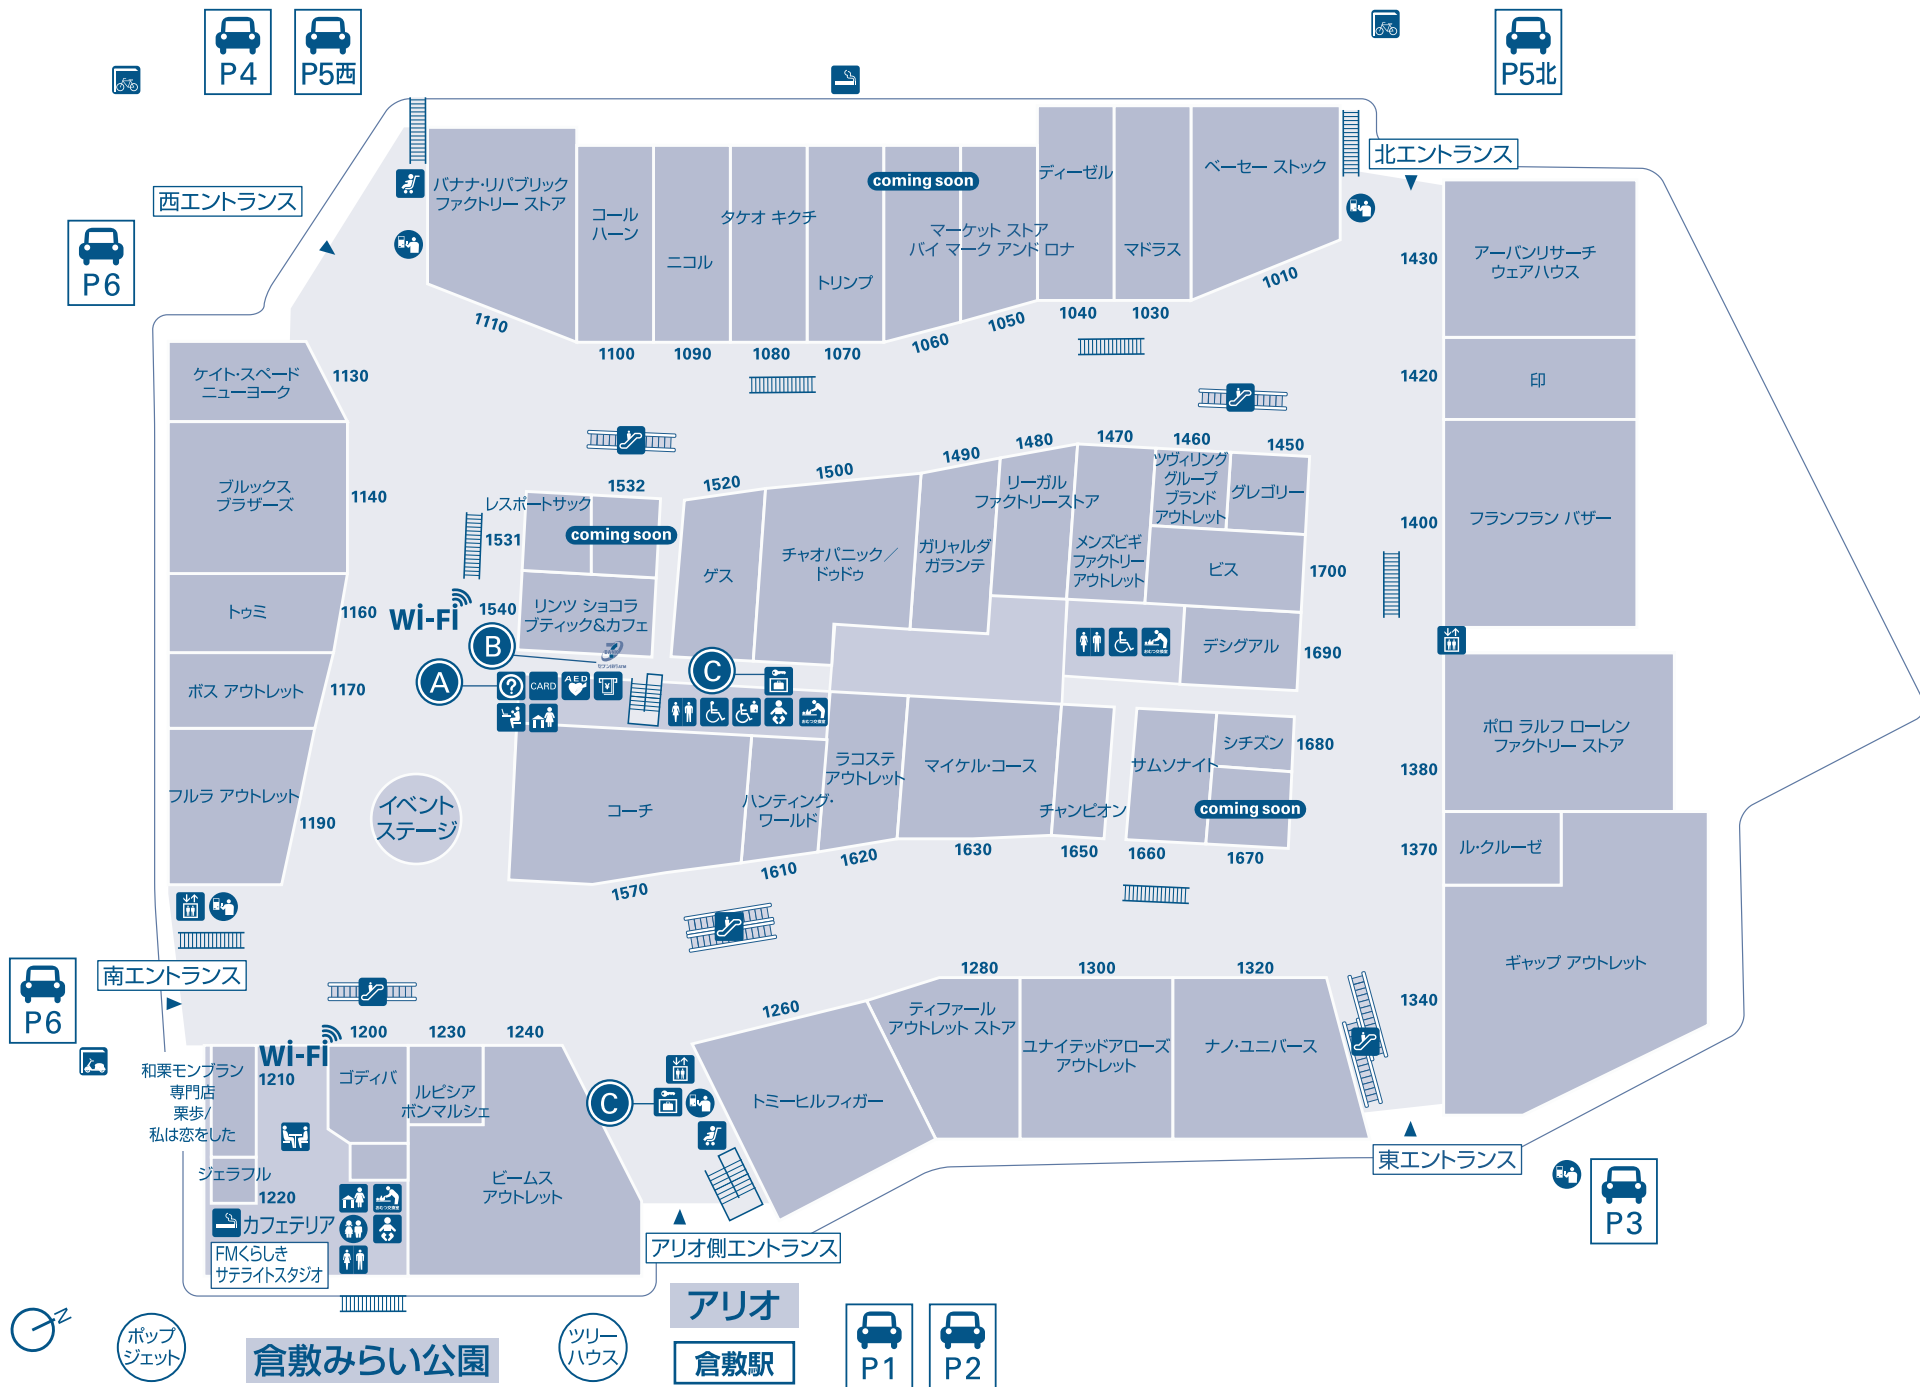 P4
P5西
P5北
西エントランス
北エントランス
P6
バナナ・リパブリック
ファクトリー ストア
1110
コール
ハーン
1100
ニコル
1090
タケオ キクチ
1080
トリンプ
1070
coming soon
1060
マーケット ストア
バイ マーク アンド ロナ
1050
ディーゼル
1040
マドラス
1030
ベーセー ストック
1010
アーバンリサーチ
ウェアハウス
1430
印
1420
フランフラン バザー
1400
ポロ ラルフ ローレン
ファクトリー ストア
1380
ル・クルーゼ
1370
ギャップ アウトレット
1340
ケイト・スペード
ニューヨーク
1130
ブルックス
ブラザーズ
1140
トゥミ
1160
ボス アウトレット
1170
フルラ アウトレット
1190
レスポートサック
1531
1532
coming soon
リンツ ショコラ
ブティック&カフェ
1540
Wi-Fi
A
B
C
CARD
AED
セブン銀行ATM
おむつ交換室
おむつ交換室
ゲス
1520
チャオパニック/
ドゥドゥ
1500
ガリャルダ
ガランテ
1490
リーガル
ファクトリーストア
1480
メンズビギ
ファクトリー
アウトレット
1470
ツヴィリング
グループ
ブランド
アウトレット
1460
グレゴリー
1450
ビス
1700
デシグアル
1690
シチズン
1680
サムソナイト
1660
coming soon
1670
チャンピオン
1650
マイケル・コース
1630
ラコステ
アウトレット
1620
ハンティング・
ワールド
1610
コーチ
1570
イベント
ステージ
南エントランス
P6
Wi-Fi
和栗モンブラン
専門店
栗歩/
私は恋をした
1210
ジェラフル
1220
カフェテリア
FMくらしき
サテライトスタジオ
おむつ交換室
ゴディバ
1200
ルピシア
ボンマルシェ
1230
ビームス
アウトレット
1240
C
トミーヒルフィガー
1260
ティファール
アウトレット ストア
1280
ユナイテッドアローズ
アウトレット
1300
ナノ・ユニバース
1320
東エントランス
P3
アリオ側エントランス
N
ポップ
ジェット
倉敷みらい公園
ツリー
ハウス
アリオ
倉敷駅
P1
P2